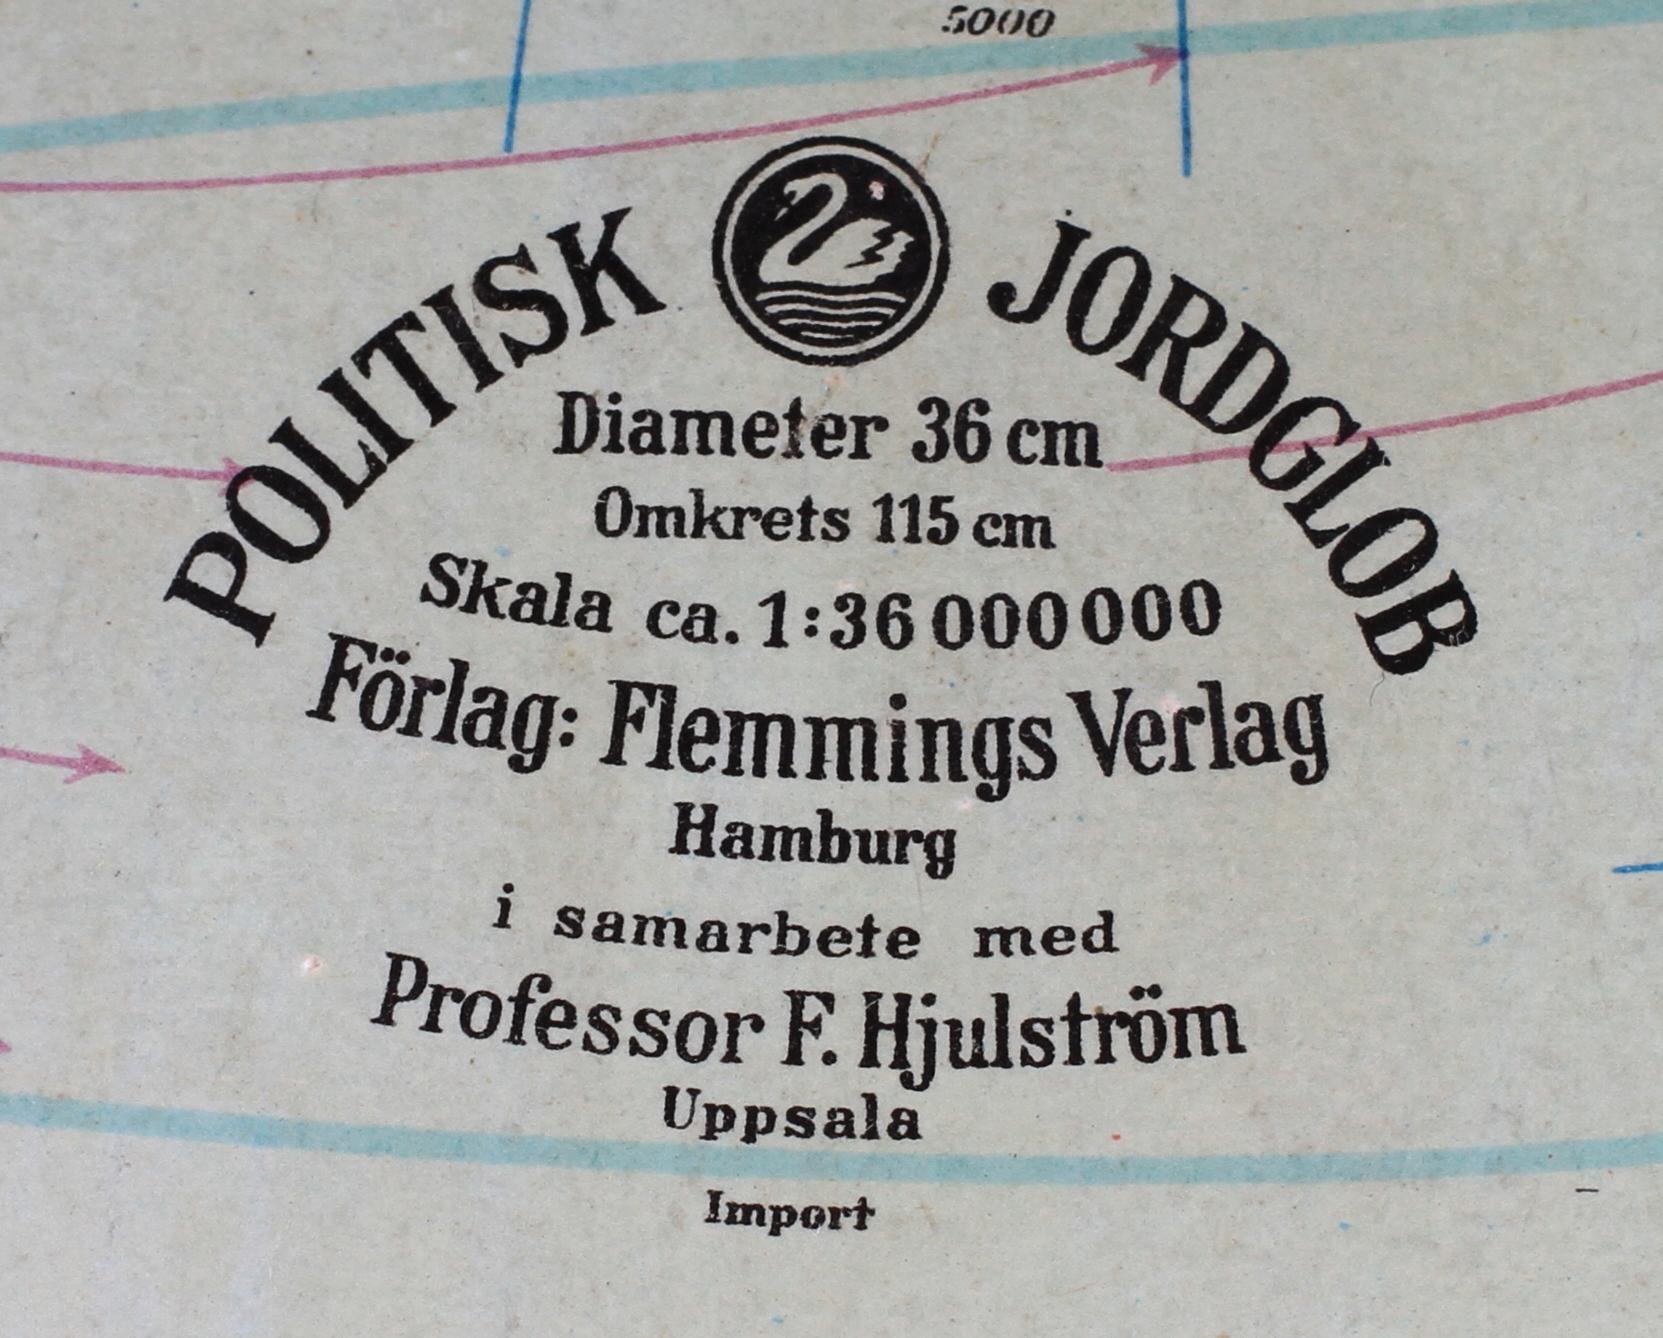 5000
POLITISK JORDGLOB
Diameter 36 cm
Omkrets 115 cm
Skala ca. 1:36 000 000
Förlag: Flemmings Verlag
Hamburg
i samarbete med
Professor F. Hjulström
Uppsala
Import